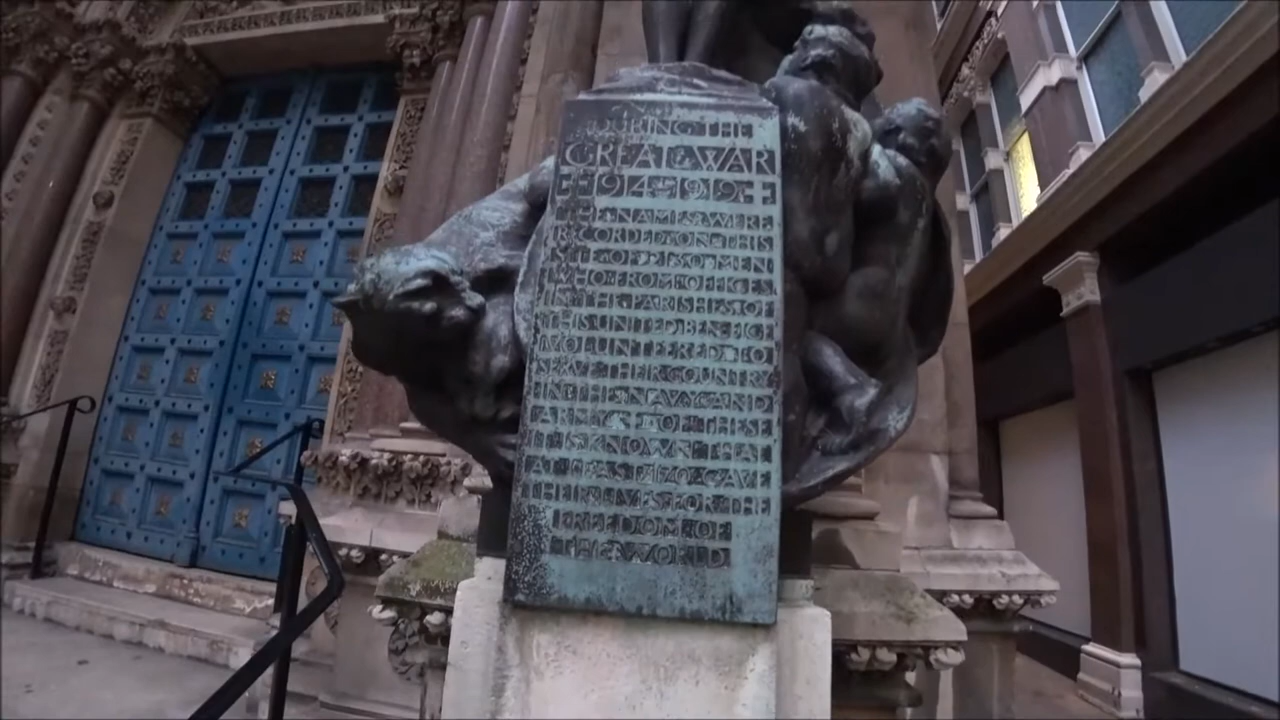 DURING THE
GREAT WAR
1914-1919
THE NAMES WERE
RECORDED ON THIS
SITE OF 2130 MEN
WHO FROM OFFICES
IN THE PARISHES OF
THIS UNITED BENEFICE
VOLUNTEERED TO
SERVE THEIR COUNTRY
IN THE NAVY AND
ARMY OF THESE
IT IS KNOWN THAT
AT LEAST 170 GAVE
THEIR LIVES FOR THE
FREEDOM OF
THE WORLD